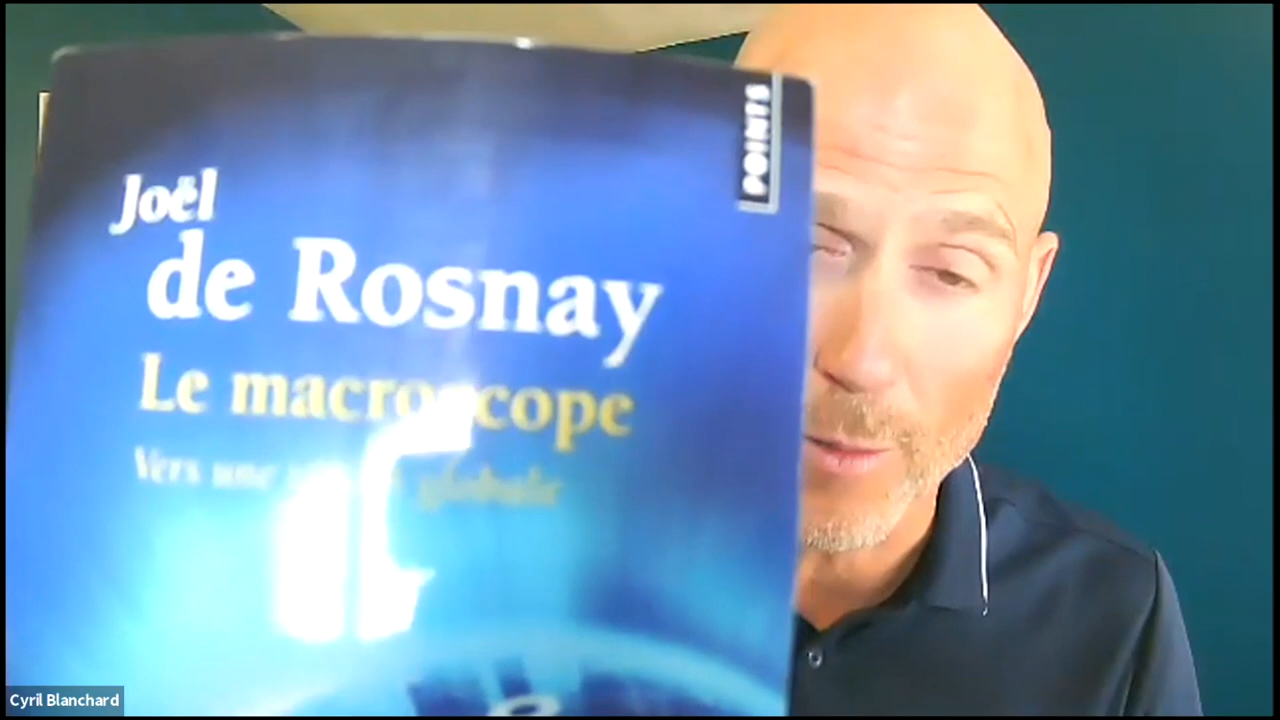 POINTS
Joël
de Rosnay
Le macroscope
Vers une globale
Cyril Blanchard